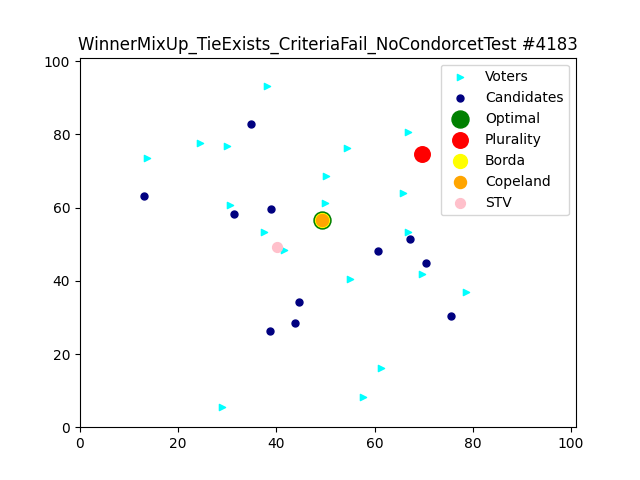 WinnerMixUp_TieExists_CriteriaFail_NoCondorcetTest #4183
100
80
60
40
20
0
0 20 40 60 80 100
Voters
Candidates
Optimal
Plurality
Borda
Copeland
STV